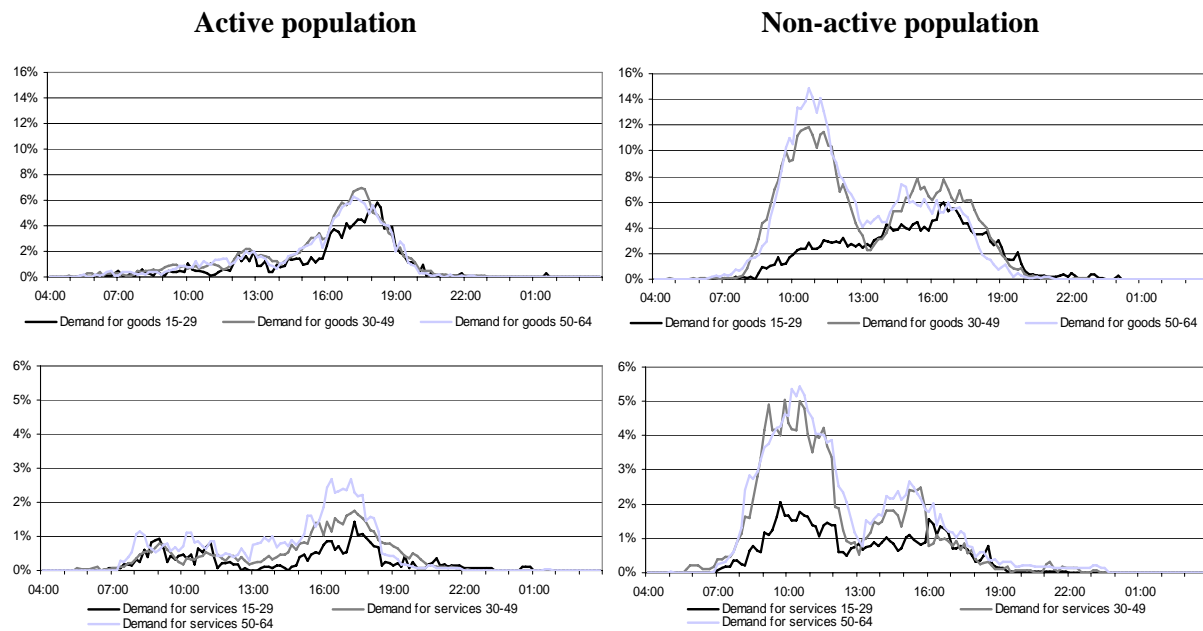 Active population
Non-active population
16%
14%
12%
10%
8%
6%
4%
2%
0%
04:00 07:00 10:00 13:00 16:00 19:00 22:00 01:00
Demand for goods 15-29 Demand for goods 30-49 Demand for goods 50-64
16%
14%
12%
10%
8%
6%
4%
2%
0%
04:00 07:00 10:00 13:00 16:00 19:00 22:00 01:00
Demand for goods 15-29 Demand for goods 30-49 Demand for goods 50-64
6%
5%
4%
3%
2%
1%
0%
04:00 07:00 10:00 13:00 16:00 19:00 22:00 01:00
Demand for services 15-29 Demand for services 30-49
Demand for services 50-64
6%
5%
4%
3%
2%
1%
0%
04:00 07:00 10:00 13:00 16:00 19:00 22:00 01:00
Demand for services 15-29 Demand for services 30-49
Demand for services 50-64